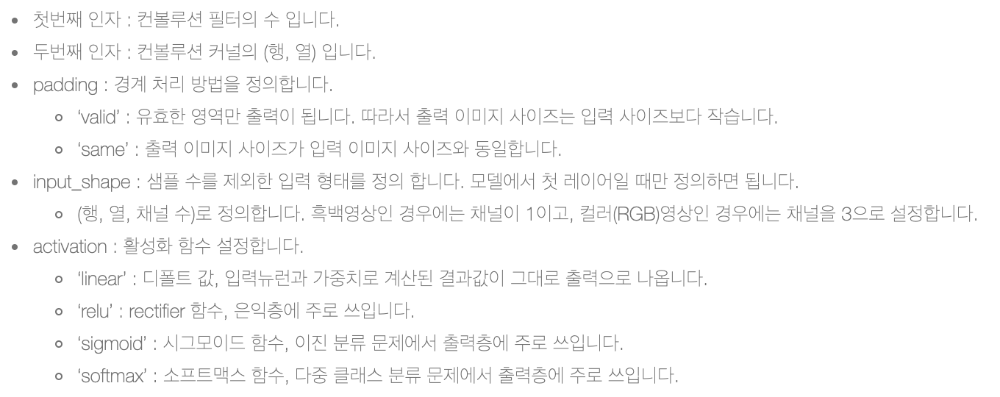 • 첫번째 인자 : 컨볼루션 필터의 수 입니다.
• 두번째 인자 : 컨볼루션 커널의 (행, 열) 입니다.
• padding : 경계 처리 방법을 정의합니다.
◦ ‘valid’ : 유효한 영역만 출력이 됩니다. 따라서 출력 이미지 사이즈는 입력 사이즈보다 작습니다.
◦ ‘same’ : 출력 이미지 사이즈가 입력 이미지 사이즈와 동일합니다.
• input_shape : 샘플 수를 제외한 입력 형태를 정의 합니다. 모델에서 첫 레이어일 때만 정의하면 됩니다.
◦ (행, 열, 채널 수)로 정의합니다. 흑백영상인 경우에는 채널이 1이고, 컬러(RGB)영상인 경우에는 채널을 3으로 설정합니다.
• activation : 활성화 함수 설정합니다.
◦ ‘linear’ : 디폴트 값, 입력뉴런과 가중치로 계산된 결과값이 그대로 출력으로 나옵니다.
◦ ‘relu’ : rectifier 함수, 은익층에 주로 쓰입니다.
◦ ‘sigmoid’ : 시그모이드 함수, 이진 분류 문제에서 출력층에 주로 쓰입니다.
◦ ‘softmax’ : 소프트맥스 함수, 다중 클래스 분류 문제에서 출력층에 주로 쓰입니다.